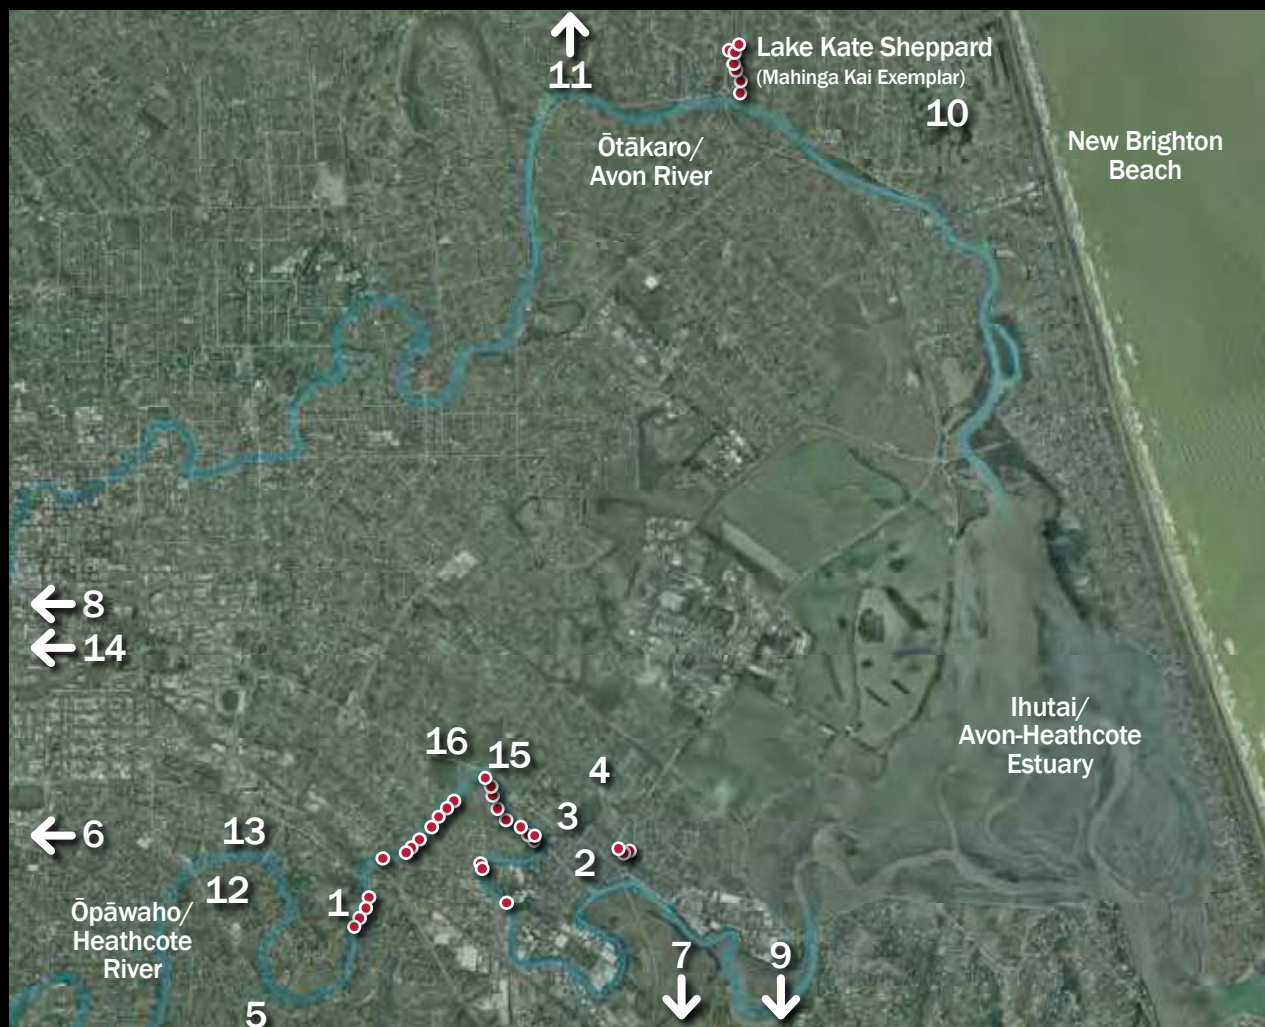 11
Lake Kate Sheppard
(Mahinga Kai Exemplar)
10
Ōtākaro/
Avon River
New Brighton
Beach
8
14
Ihutai/
Avon-Heathcote
Estuary
16
15
4
3
6
13
2
12
1
Ōpāwaho/
Heathcote
River
7
9
5